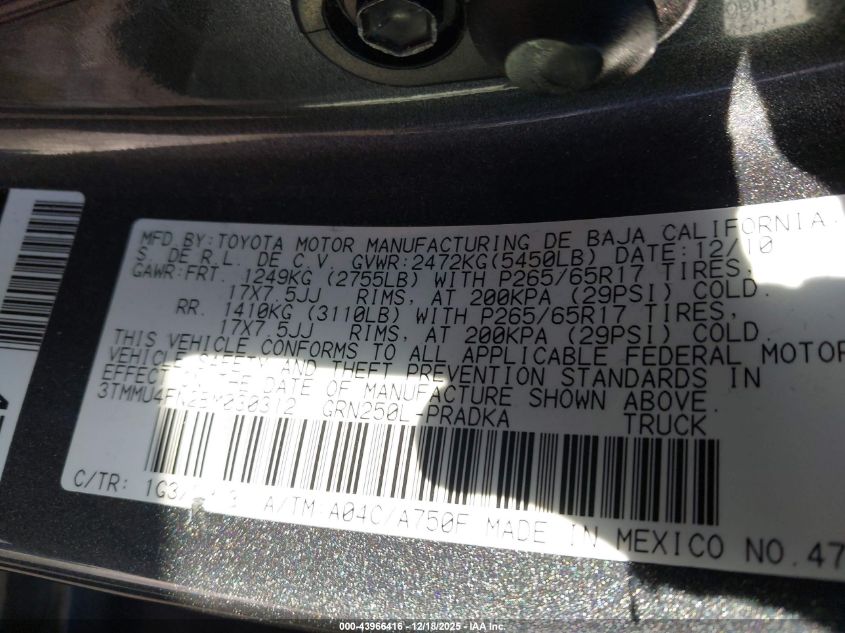 MFD.BY:TOYOTA MOTOR MANUFACTURING DE BAJA CALIFORNIA
S. DE R.L. DE C.V. GVWR:2472KG(5450LB) DATE:12/10
GAWR:FRT. 1249KG (2755LB) WITH P265/65R17 TIRES,
17X7.5JJ RIMS, AT 200KPA (29PSI) COLD.
RR. 1410KG (3110LB) WITH P265/65R17 TIRES,
17X7.5JJ RIMS, AT 200KPA (29PSI) COLD.
THIS VEHICLE CONFORMS TO ALL APPLICABLE FEDERAL MOTOR
VEHICLE SAFETY AND THEFT PREVENTION STANDARDS IN
EFFECT ON THE DATE OF MANUFACTURE SHOWN ABOVE.
GRN250L-PRADKA TRUCK
C/TR: A/TM A04C/A750F MADE IN MEXICO NO.47
000-43966416 - 12/18/2025 - IAA Inc.